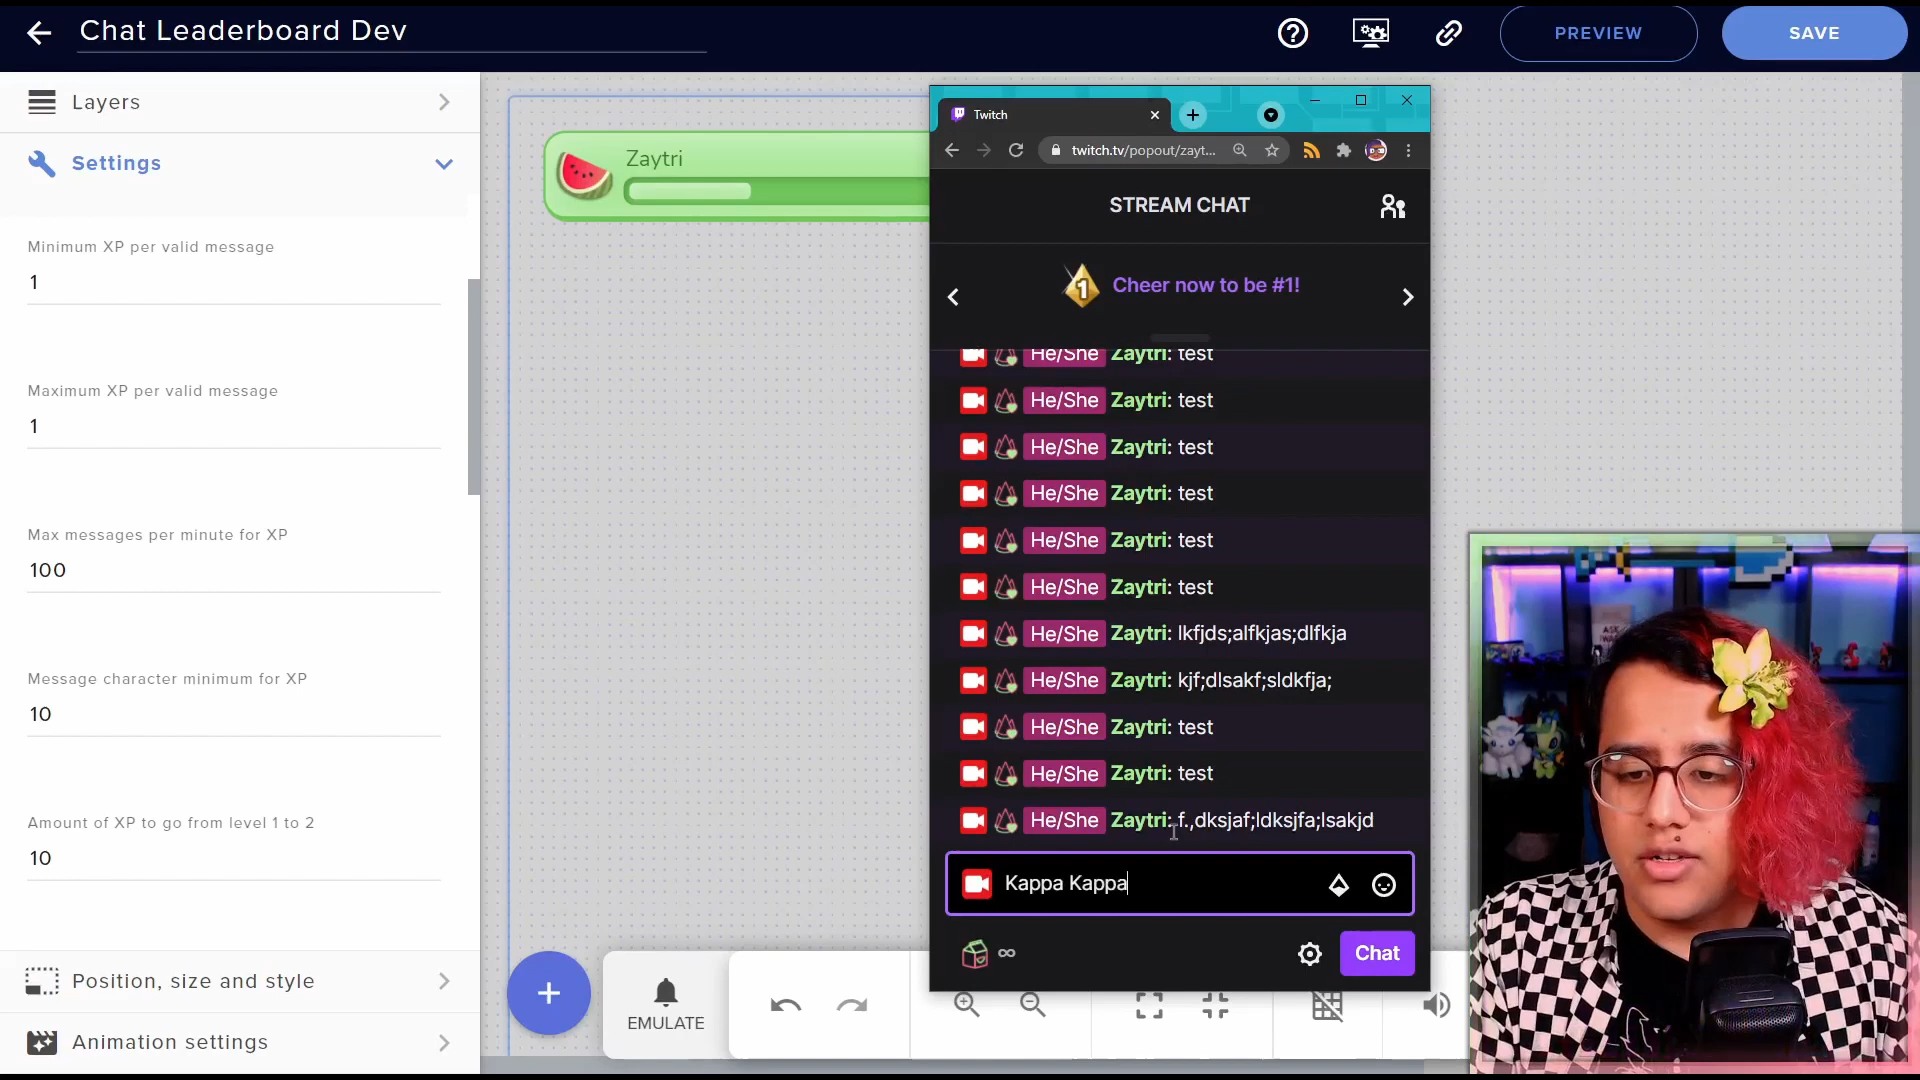 Chat Leaderboard Dev
PREVIEW
SAVE
Layers
Settings
Minimum XP per valid message
1
Maximum XP per valid message
1
Max messages per minute for XP
100
Message character minimum for XP
10
Amount of XP to go from level 1 to 2
10
Position, size and style
Animation settings
Zaytri
EMULATE
Twitch
twitch.tv/popout/zayt...
STREAM CHAT
1
Cheer now to be #1!
He/She Zaytri: test
He/She Zaytri: test
He/She Zaytri: test
He/She Zaytri: test
He/She Zaytri: test
He/She Zaytri: test
He/She Zaytri: lkfjds;alfkjas;dlfkja
He/She Zaytri: kjf;dlsakf;sldkfja;
He/She Zaytri: test
He/She Zaytri: test
He/She Zaytri: f.,dksjaf;ldksjfa;lsakjd
Kappa Kappa
∞
Chat